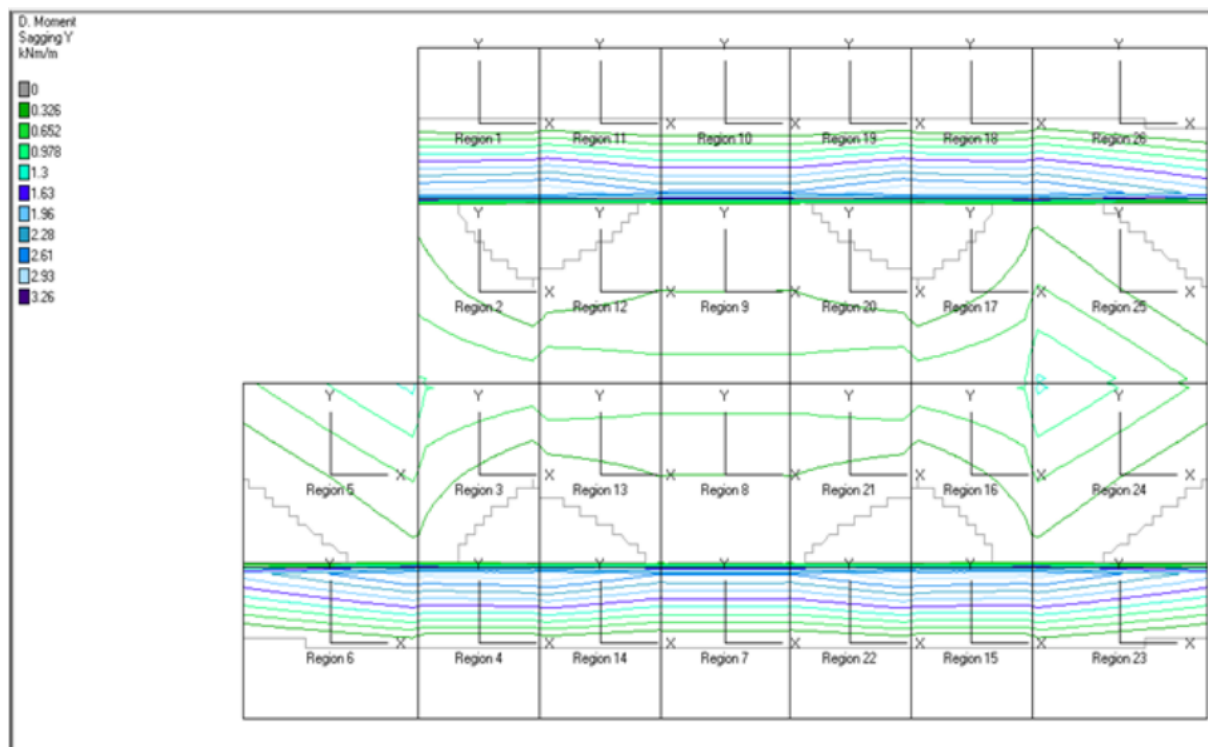 D. Moment
Sagging Y
kNm/m
0
0.326
0.652
0.978
1.3
1.63
1.96
2.28
2.61
2.93
3.26
Y Y Y Y Y Y
X X X X X X
Region 1 Region 11 Region 10 Region 19 Region 18 Region 26
Y Y Y Y Y Y
X X X X X X
Region 2 Region 12 Region 9 Region 20 Region 17 Region 25
Y Y Y Y Y Y Y
X X X X X X X
Region 5 Region 3 Region 13 Region 8 Region 21 Region 16 Region 24
Y Y Y Y Y Y Y
X X X X X X X
Region 6 Region 4 Region 14 Region 7 Region 22 Region 15 Region 23